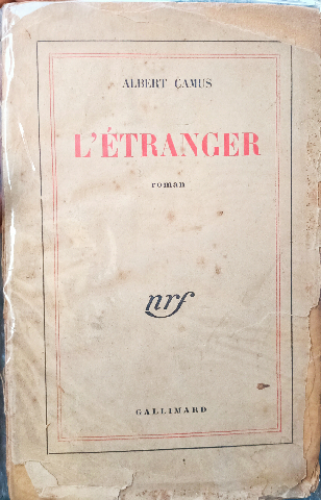 ALBERT CAMUS
L'ÉTRANGER
roman
nrf
GALLIMARD